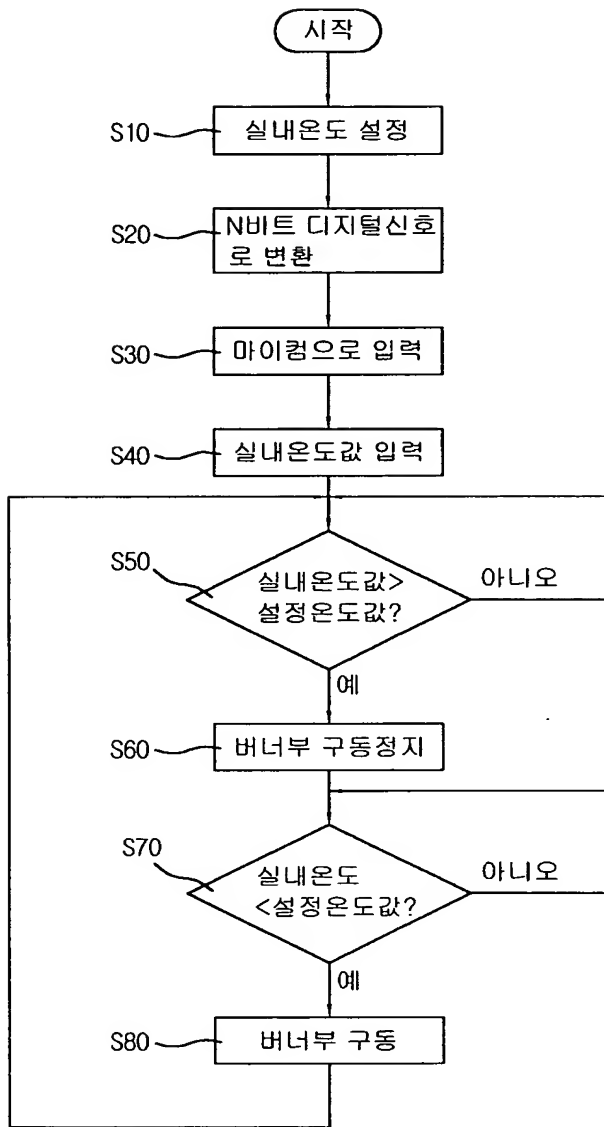 시작
S10
실내온도 설정
S20
N비트 디지털신호
로 변환
S30
마이컴으로 입력
S40
실내온도값 입력
S50
실내온도값>
설정온도값?
아니오
예
S60
버너부 구동정지
S70
실내온도
<설정온도값?
아니오
예
S80
버너부 구동